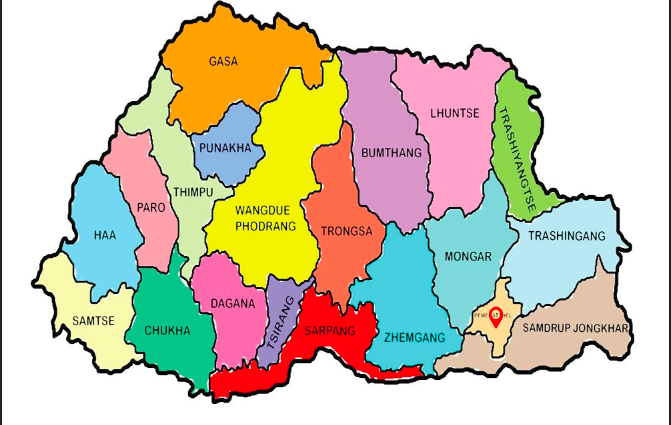 GASA
LHUNTSE
TRASHIYANGTSE
PUNAKHA
BUMTHANG
THIMPU
PARO
WANGDUE
PHODRANG
HAA
TRONGSA
TRASHINGANG
MONGAR
DAGANA
TSIRANG
SAMTSE
CHUKHA
SARPANG
ZHEMGANG
SAMDRUP JONGKHAR